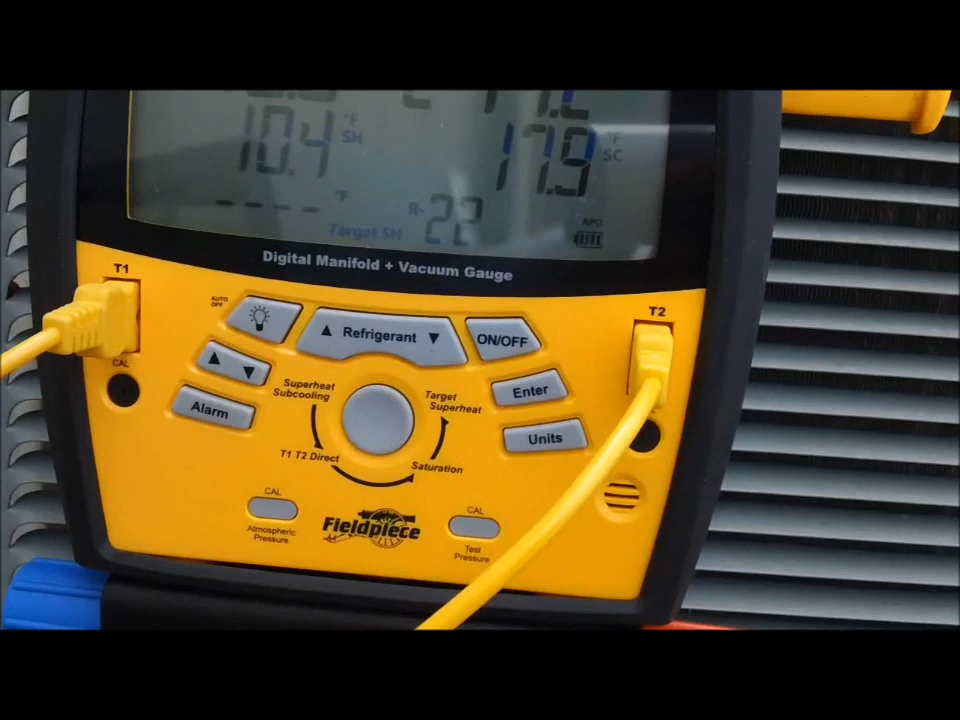 10.4 °F SH
17.9 °F SC
---- °F
Target SH
R-22
APO
Digital Manifold + Vacuum Gauge
T1
T2
AUTO OFF
▲ Refrigerant ▼
ON/OFF
CAL
▲ ▼
Enter
Alarm
Units
Superheat
Subcooling
Target
Superheat
T1 T2 Direct
Saturation
CAL
Atmospheric
Pressure
Fieldpiece
CAL
Test
Pressure